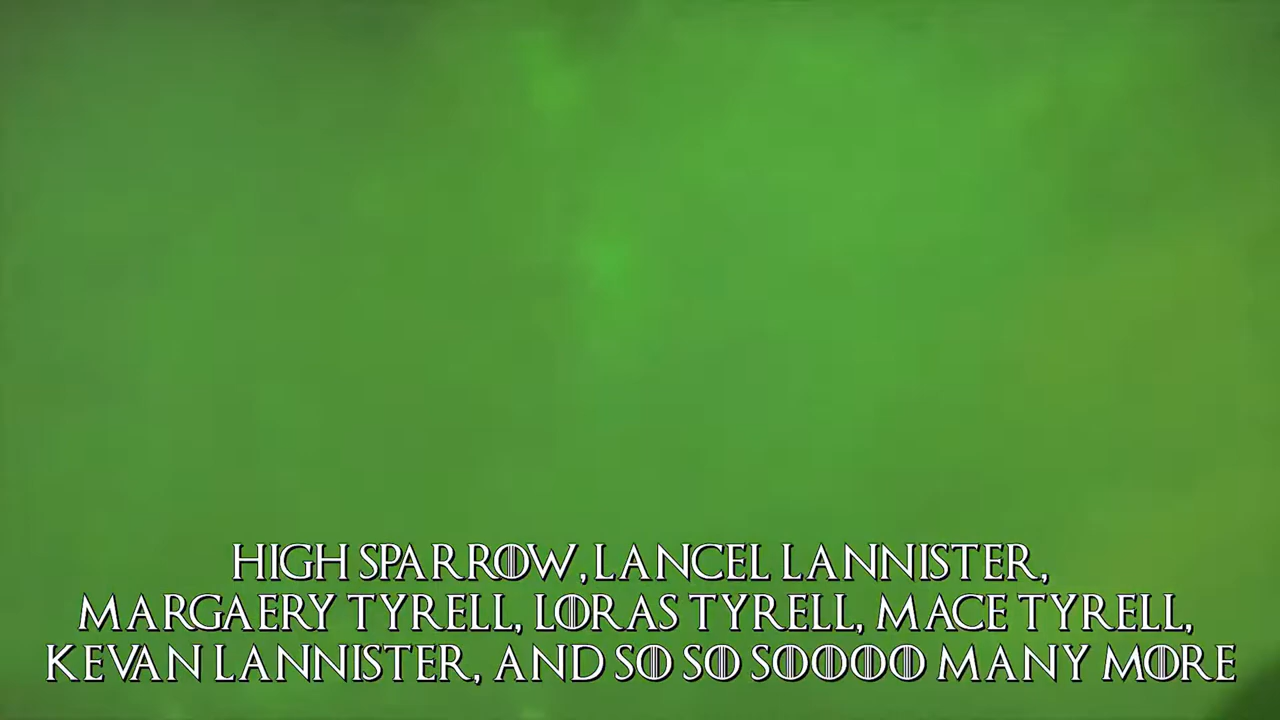 HIGH SPARROW, LANCEL LANNISTER,
MARGAERY TYRELL, LORAS TYRELL, MACE TYRELL,
KEVAN LANNISTER, AND SO SO SOOOO MANY MORE